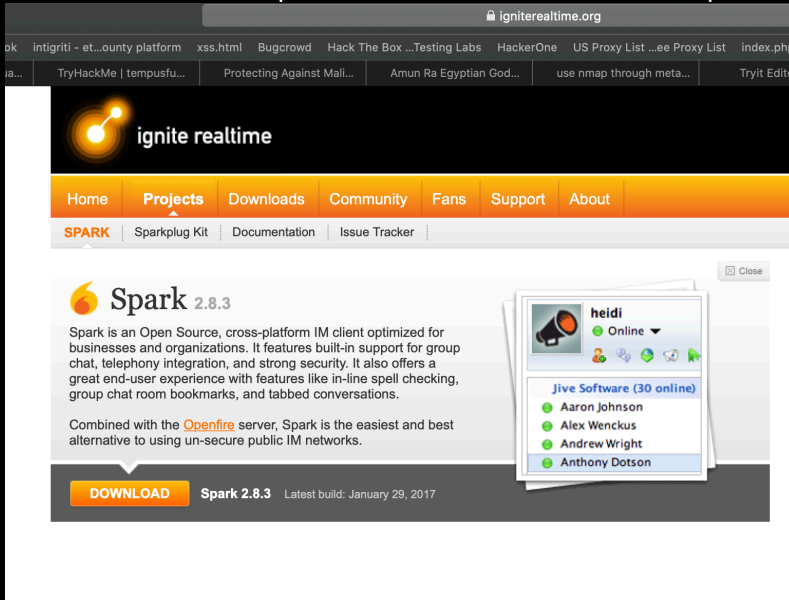 igniterealtime.org
ok intigriti - et...ounty platform xss.html Bugcrowd Hack The Box ...Testing Labs HackerOne US Proxy List ...ee Proxy List index.php
TryHackMe | tempusfu... Protecting Against Mali... Amun Ra Egyptian God... use nmap through meta... Tryit Edit
ignite realtime
Home Projects Downloads Community Fans Support About
SPARK Sparkplug Kit Documentation Issue Tracker
Close
Spark 2.8.3
Spark is an Open Source, cross-platform IM client optimized for
businesses and organizations. It features built-in support for group
chat, telephony integration, and strong security. It also offers a
great end-user experience with features like in-line spell checking,
group chat room bookmarks, and tabbed conversations.
Combined with the Openfire server, Spark is the easiest and best
alternative to using un-secure public IM networks.
heidi
Online
Jive Software (30 online)
Aaron Johnson
Alex Wenckus
Andrew Wright
Anthony Dotson
DOWNLOAD Spark 2.8.3 Latest build: January 29, 2017